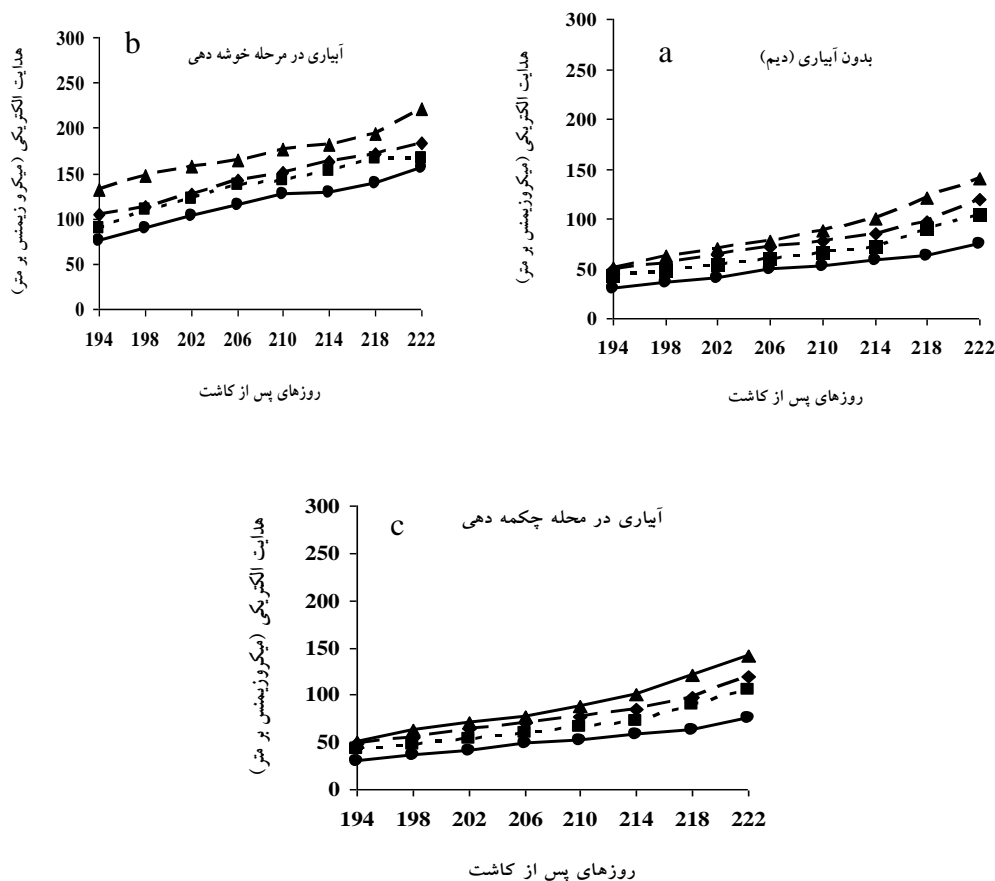 a
بدون آبیاری (دیم)
هدایت الکتریکی (میکروزیمنس بر متر)
300
250
200
150
100
50
0
194 198 202 206 210 214 218 222
روزهای پس از کاشت
b
آبیاری در مرحله خوشه دهی
هدایت الکتریکی (میکرو زیمنس بر متر)
300
250
200
150
100
50
0
194 198 202 206 210 214 218 222
روزهای پس از کاشت
c
آبیاری در محله چکمه دهی
هدایت الکتریکی (میکروزیمنس بر متر)
300
250
200
150
100
50
0
194 198 202 206 210 214 218 222
روزهای پس از کاشت